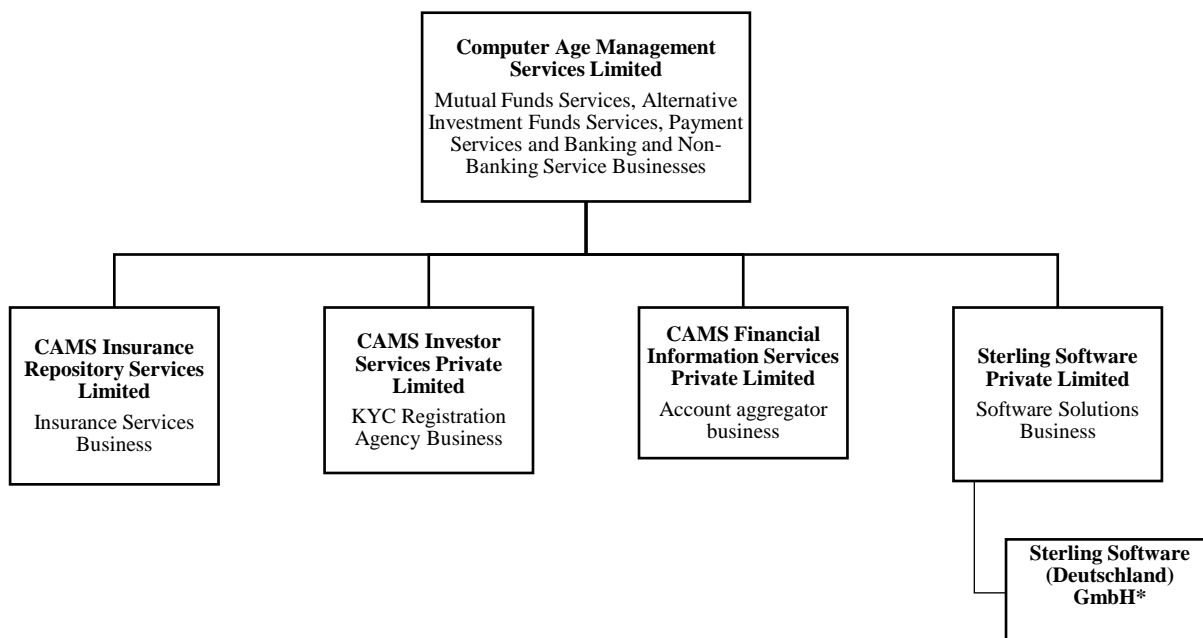 Computer Age Management
Services Limited
Mutual Funds Services, Alternative
Investment Funds Services, Payment
Services and Banking and Non-
Banking Service Businesses
CAMS Insurance
Repository Services
Limited
Insurance Services
Business
CAMS Investor
Services Private
Limited
KYC Registration
Agency Business
CAMS Financial
Information Services
Private Limited
Account aggregator
business
Sterling Software
Private Limited
Software Solutions
Business
Sterling Software
(Deutschland)
GmbH*